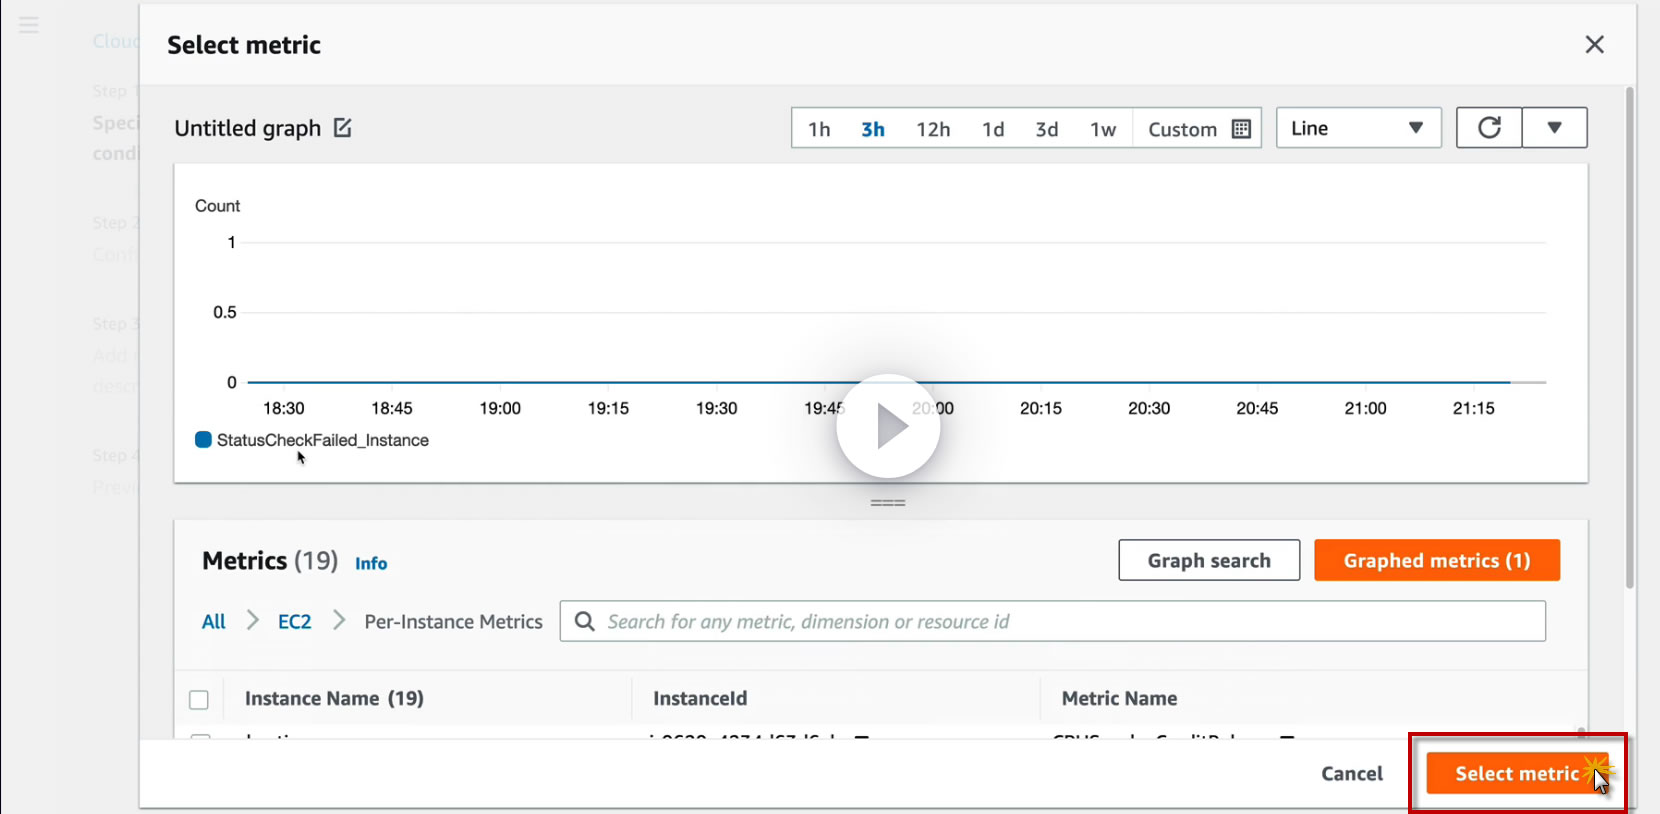 Select metric
Cloud
Step 1
Speci
condi
Step 2
Confi
Step 3
Add n
descr
Step 4
Previ
Untitled graph
1h 3h 12h 1d 3d 1w Custom
Line
Count
1
0.5
0
18:30 18:45 19:00 19:15 19:30 19:45 20:00 20:15 20:30 20:45 21:00 21:15
StatusCheckFailed_Instance
Metrics (19) Info
Graph search
Graphed metrics (1)
All EC2 Per-Instance Metrics
Search for any metric, dimension or resource id
Instance Name (19) InstanceId Metric Name
Cancel
Select metric